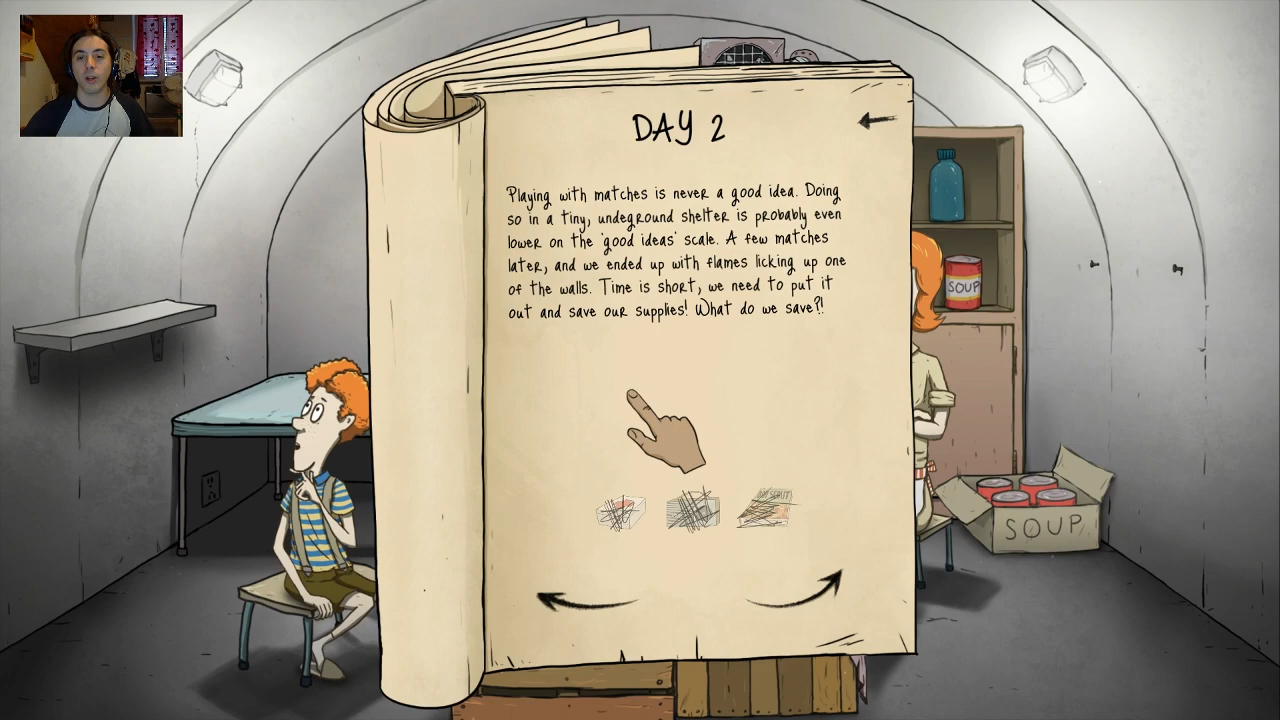 DAY 2
Playing with matches is never a good idea. Doing
so in a tiny, undeground shelter is probably even
lower on the 'good ideas' scale. A few matches
later, and we ended up with flames licking up one
of the walls. Time is short, we need to put it
out and save our supplies! What do we save?!
SOUP
SOUP